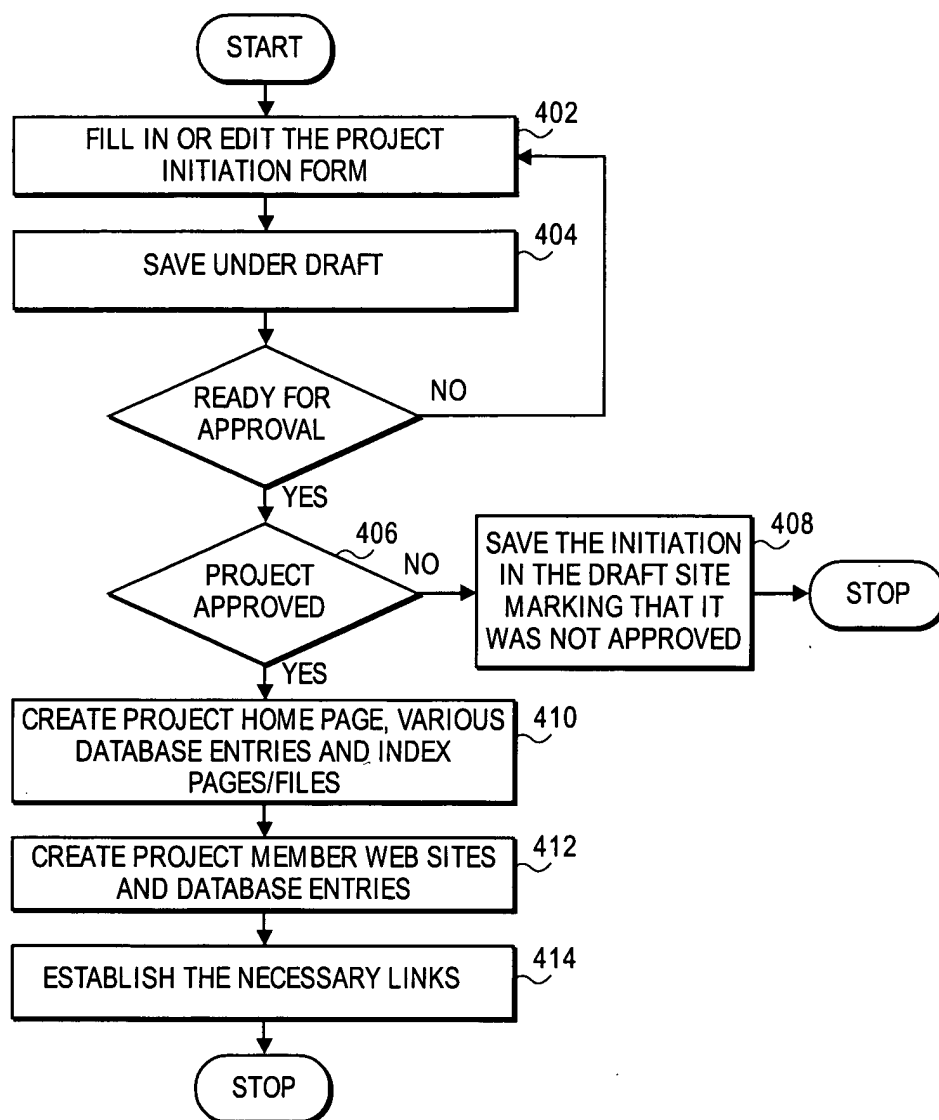 START
402
FILL IN OR EDIT THE PROJECT
INITIATION FORM
404
SAVE UNDER DRAFT
READY FOR
APPROVAL
NO
YES
406
PROJECT
APPROVED
NO
408
SAVE THE INITIATION
IN THE DRAFT SITE
MARKING THAT IT
WAS NOT APPROVED
STOP
YES
410
CREATE PROJECT HOME PAGE, VARIOUS
DATABASE ENTRIES AND INDEX
PAGES/FILES
412
CREATE PROJECT MEMBER WEB SITES
AND DATABASE ENTRIES
414
ESTABLISH THE NECESSARY LINKS
STOP